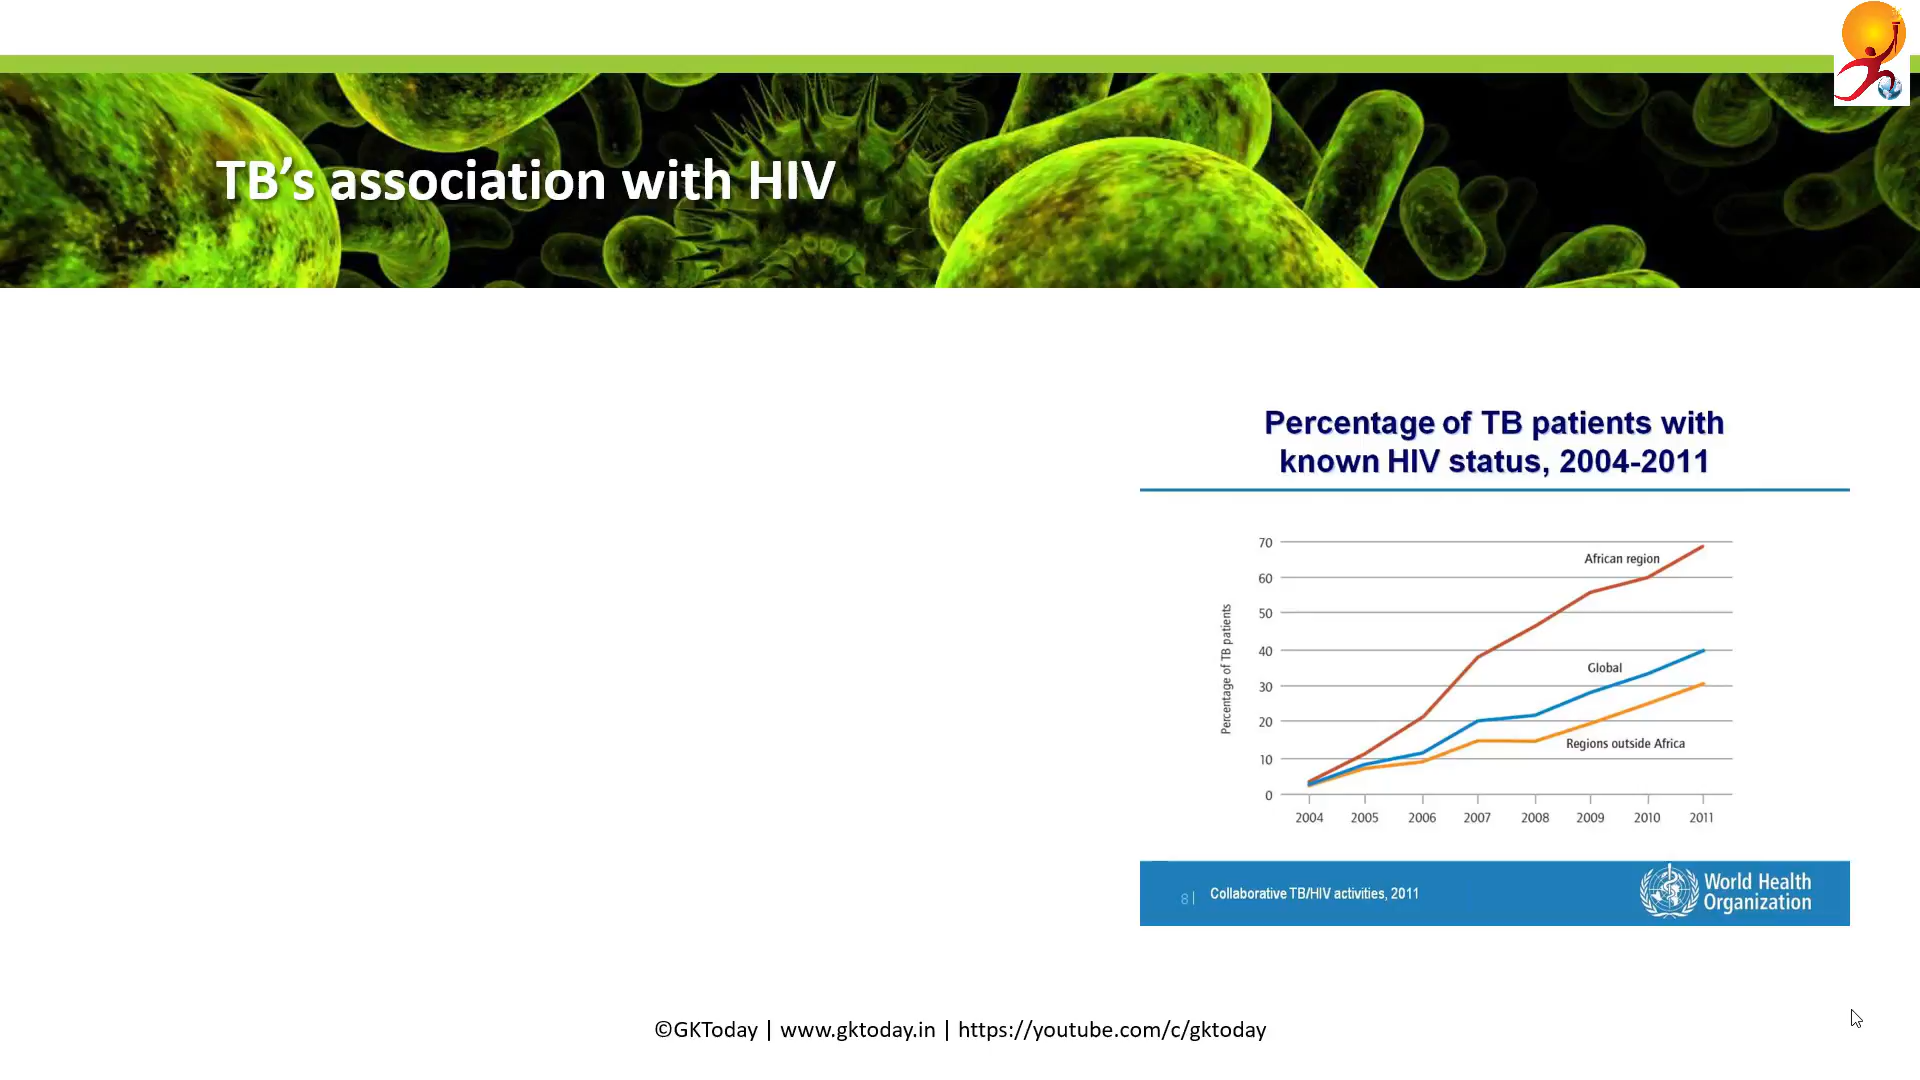 TB’s association with HIV
Percentage of TB patients with
known HIV status, 2004-2011
Percentage of TB patients
70
60
50
40
30
20
10
0
African region
Global
Regions outside Africa
2004 2005 2006 2007 2008 2009 2010 2011
8| Collaborative TB/HIV activities, 2011
World Health
Organization
©GKToday | www.gktoday.in | https://youtube.com/c/gktoday